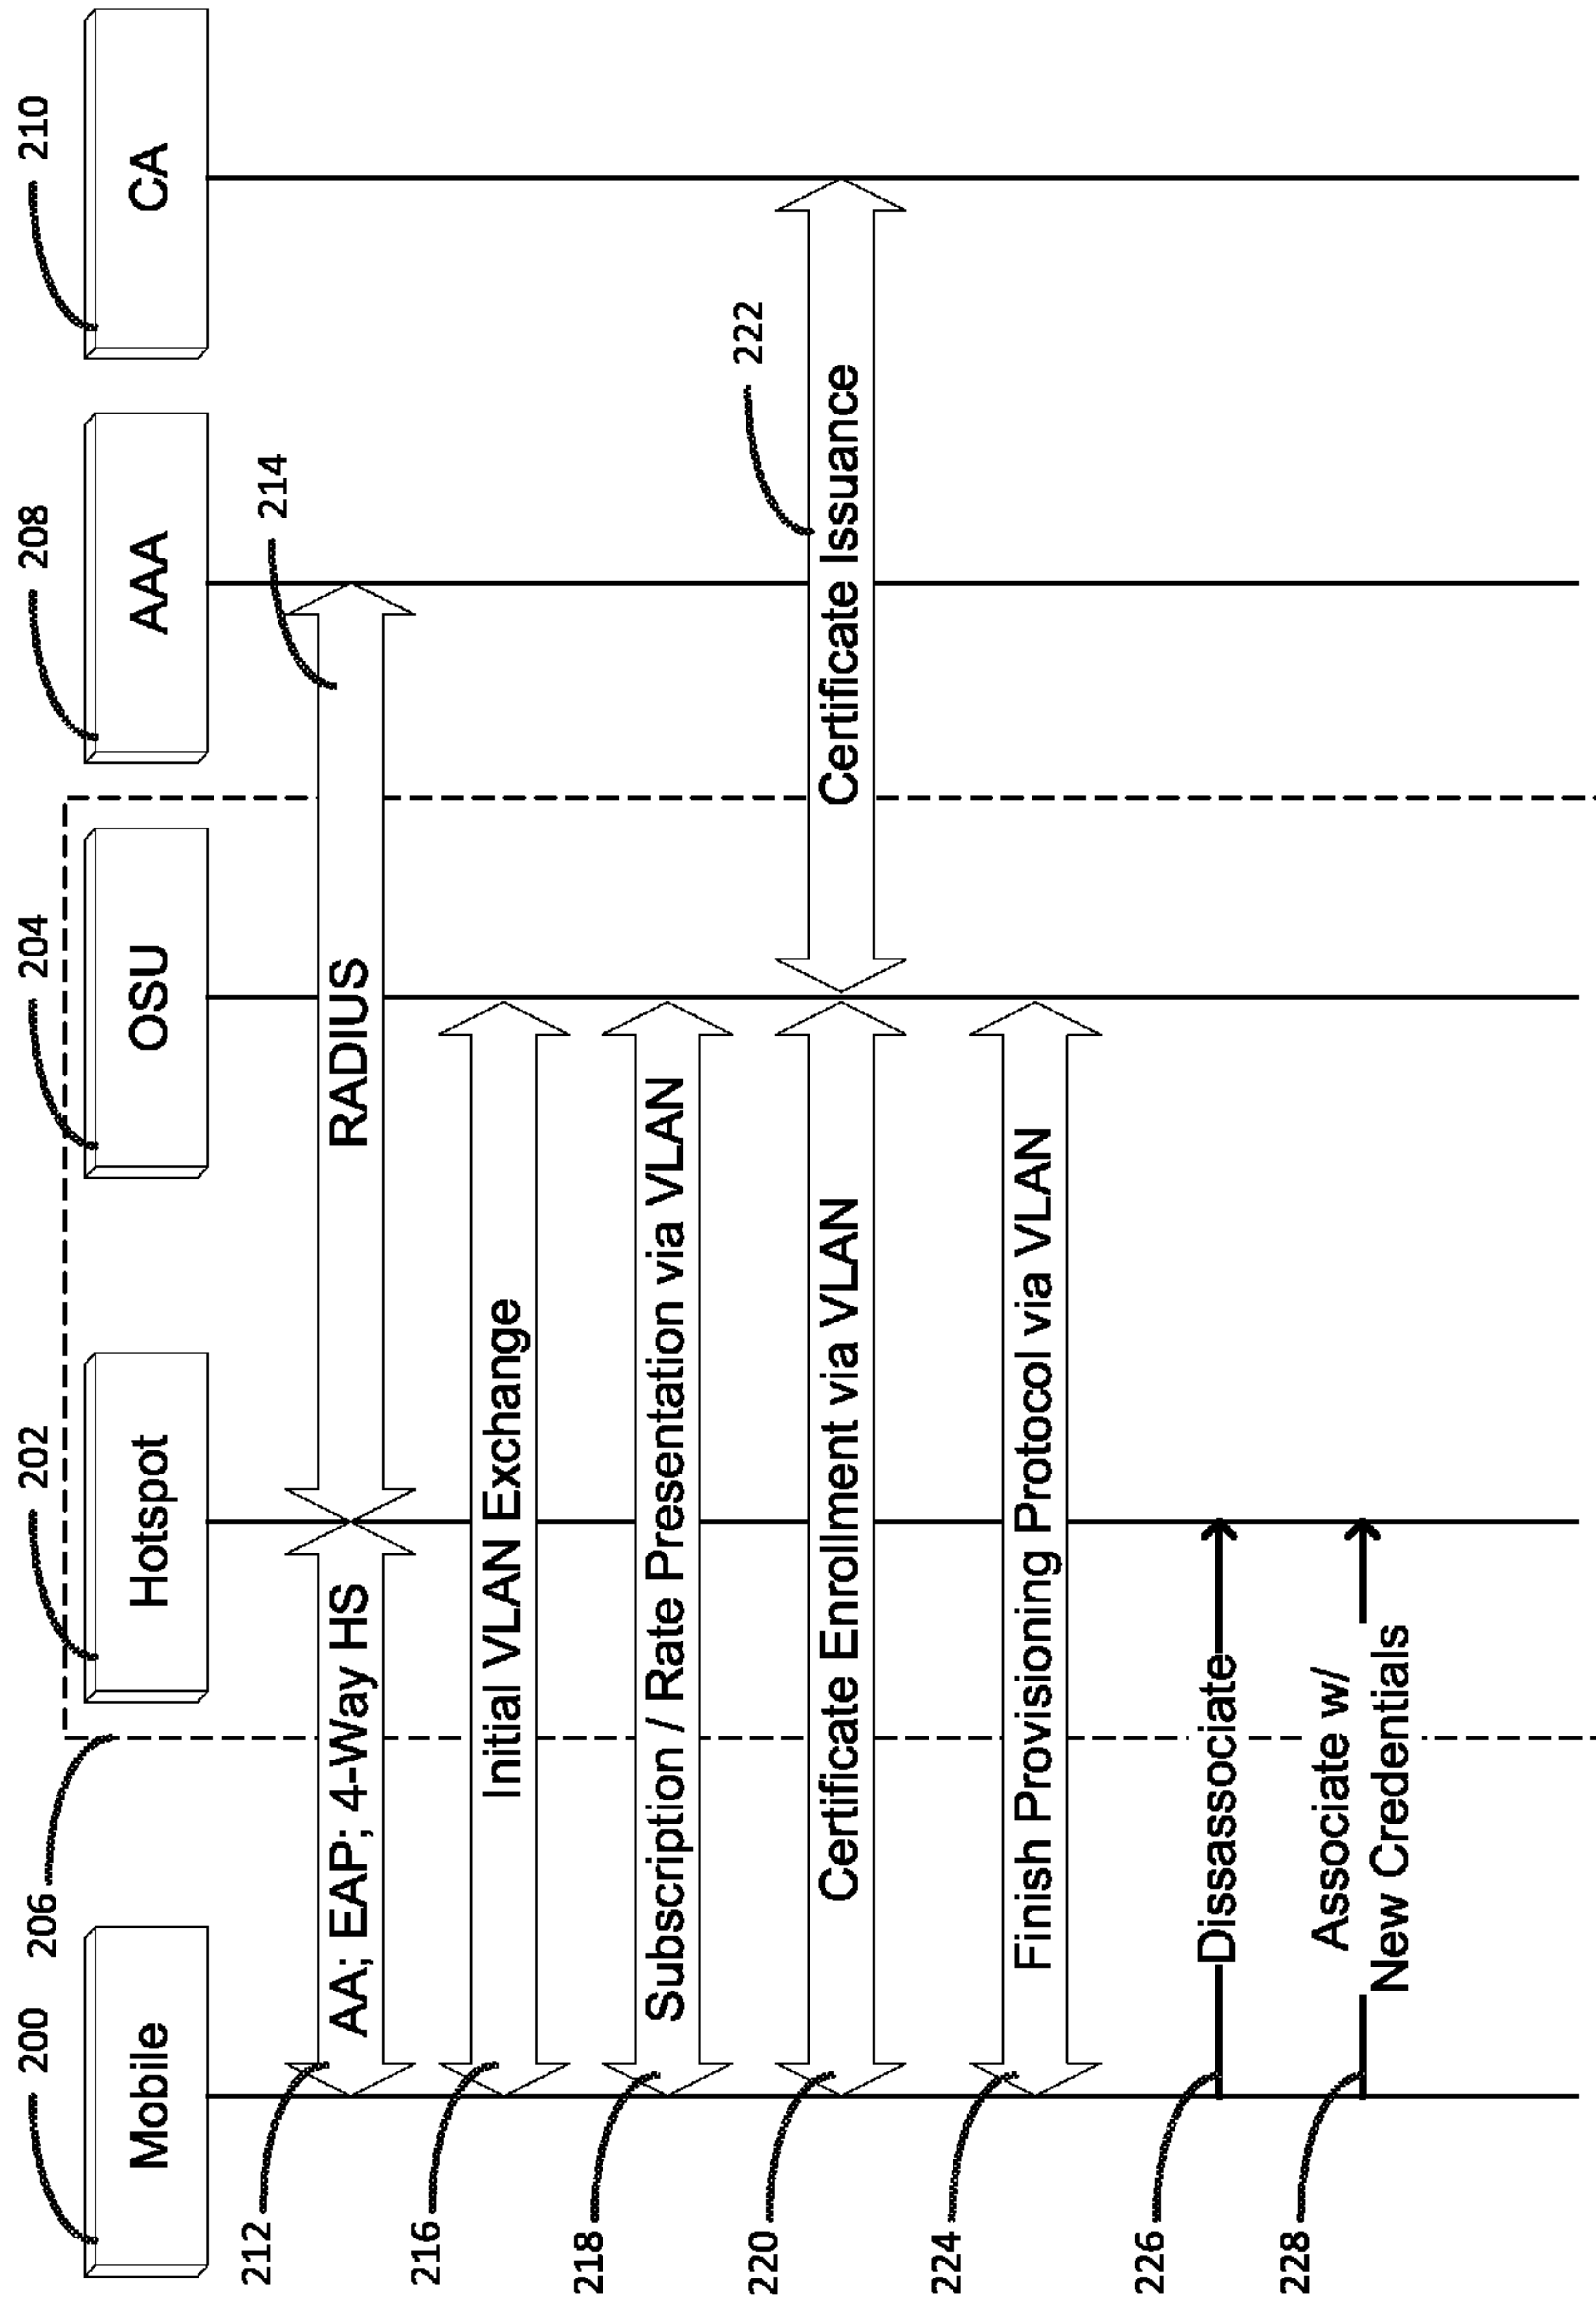 200
206
202
204
208
210
Mobile
Hotspot
OSU
AAA
CA
212
AA; EAP; 4-Way HS
RADIUS
214
216
Initial VLAN Exchange
218
Subscription / Rate Presentation via VLAN
220
Certificate Enrollment via VLAN
Certificate Issuance
222
224
Finish Provisioning Protocol via VLAN
226
Dissassociate
228
Associate w/
New Credentials